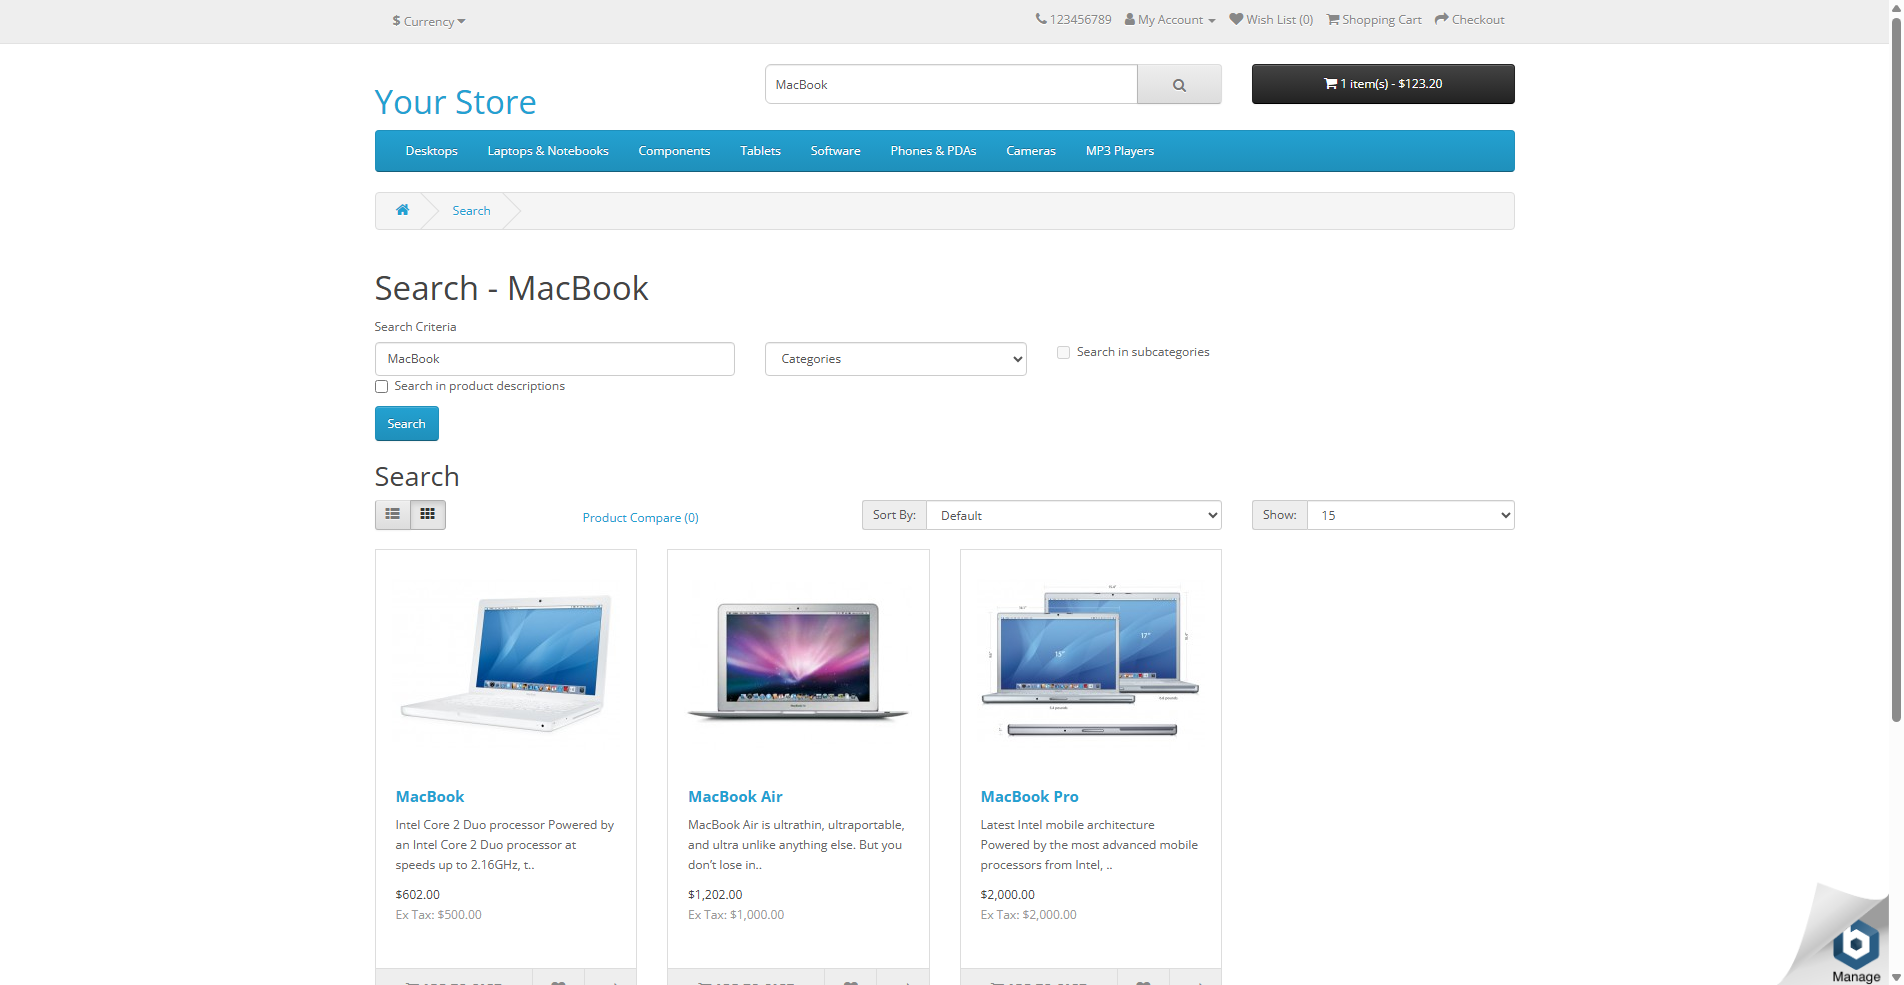 $ Currency
123456789 My Account Wish List (0) Shopping Cart Checkout
Your Store
MacBook
1 item(s) - $123.20
Desktops Laptops & Notebooks Components Tablets Software Phones & PDAs Cameras MP3 Players
Search
Search - MacBook
Search Criteria
MacBook
Categories
Search in subcategories
Search in product descriptions
Search
Search
Product Compare (0)
Sort By: Default
Show: 15
15"
17"
MacBook
Intel Core 2 Duo processor Powered by
an Intel Core 2 Duo processor at
speeds up to 2.16GHz, t..
$602.00
Ex Tax: $500.00
MacBook Air
MacBook Air is ultrathin, ultraportable,
and ultra unlike anything else. But you
don’t lose in..
$1,202.00
Ex Tax: $1,000.00
MacBook Pro
Latest Intel mobile architecture
Powered by the most advanced mobile
processors from Intel, ..
$2,000.00
Ex Tax: $2,000.00
Manage